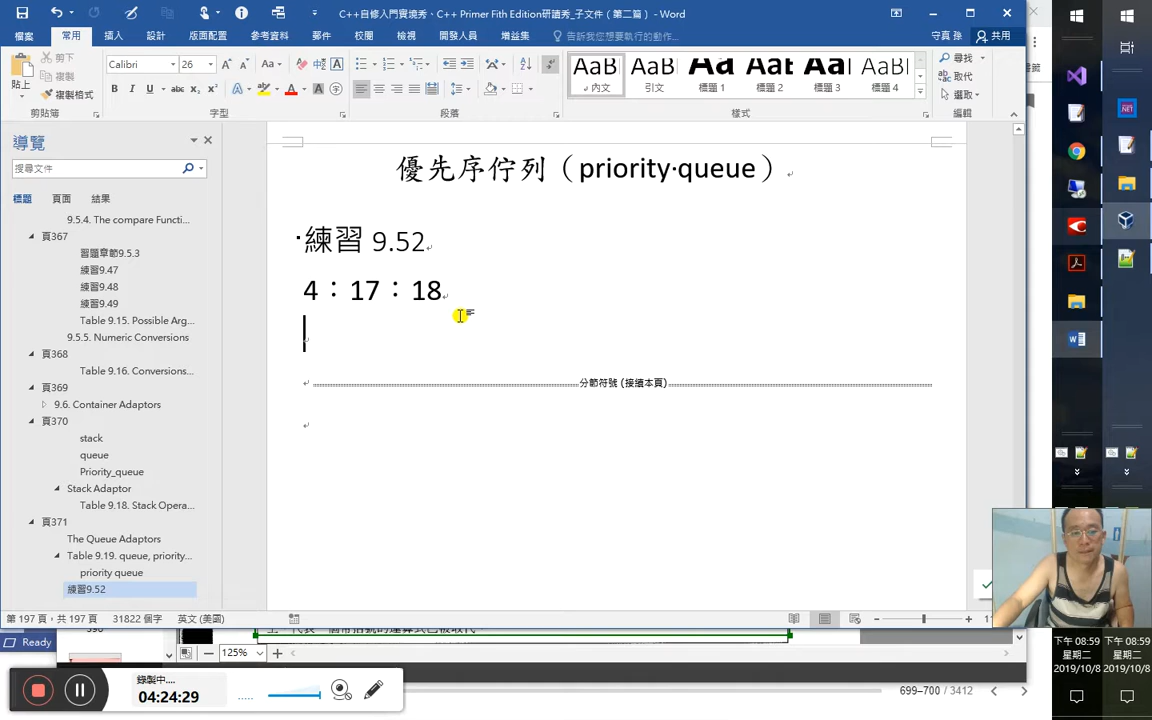 C++自修入門實境秀、C++ Primer Fifth Edition研讀秀_子文件（第二篇） - Word
檔案 常用 插入 設計 版面配置 參考資料 郵件 校閱 檢視 開發人員 增益集 告訴我您想要執行的動作... 守真 孫 共用
貼上 剪下 複製 複製格式
Calibri 26
AaB AaBb AaB AaBb AaB AaBb
內文 引文 標題 1 標題 2 標題 3 標題 4
尋找 取代 選取
剪貼簿 字型 段落 樣式 編輯
導覽
搜尋文件
標題 頁面 結果
9.5.4. The compare Functi...
頁367
習題章節9.5.3
練習9.47
練習9.48
練習9.49
Table 9.15. Possible Arg...
9.5.5. Numeric Conversions
頁368
Table 9.16. Conversions...
頁369
9.6. Container Adaptors
頁370
stack
queue
Priority_queue
Stack Adaptor
Table 9.18. Stack Opera...
頁371
The Queue Adaptors
Table 9.19. queue, priority...
priority queue
練習9.52
優先序佇列（priority·queue）
練習 9.52
4：17：18
分節符號 (接續本頁)
第 197 頁，共 197 頁 31822 個字 英文 (美國)
Ready
125%
699–700 / 3412
錄製中....
04:24:29
下午 08:59
星期二
2019/10/8
下午 08:59
星期二
2019/10/8